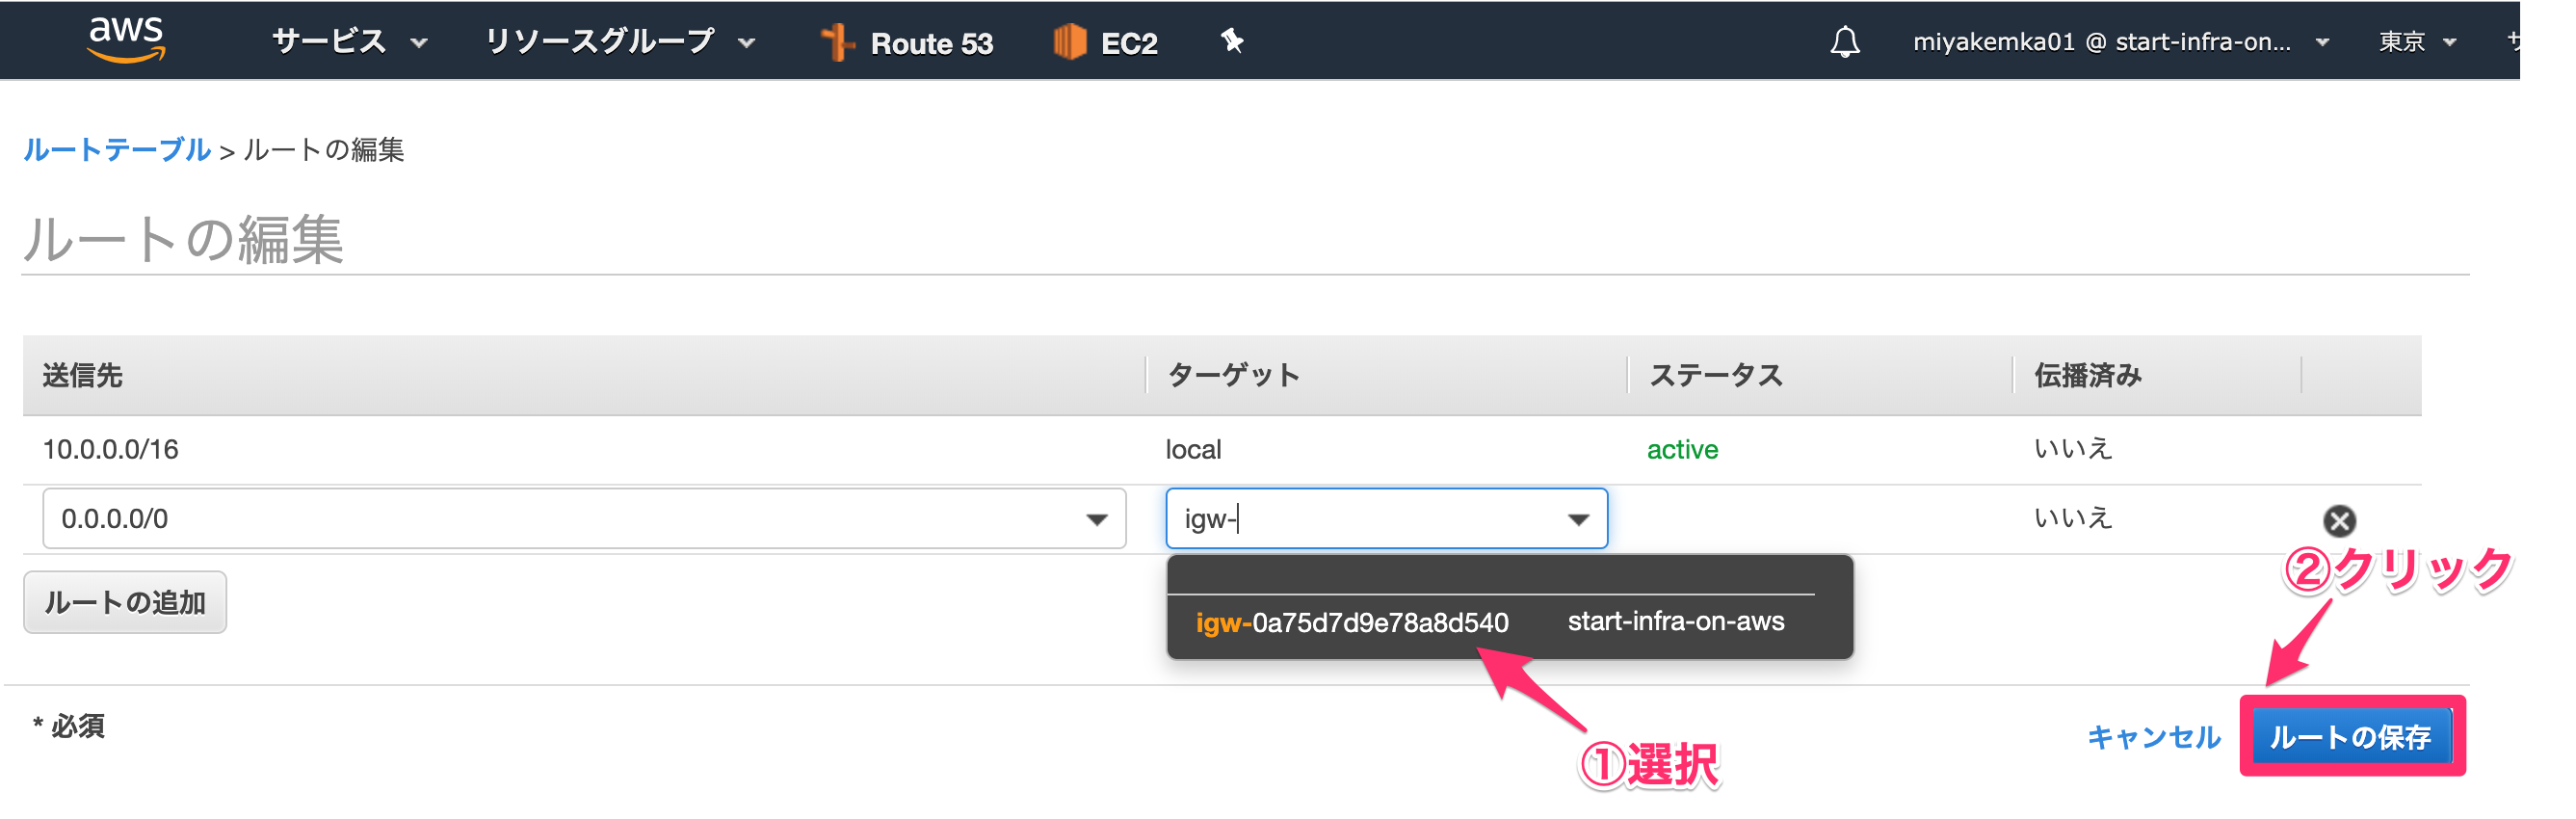 aws サービス リソースグループ Route 53 EC2 miyakemka01 @ start-infra-on... 東京 サ
ルートテーブル > ルートの編集
ルートの編集
送信先 ターゲット ステータス 伝播済み
10.0.0.0/16 local active いいえ
0.0.0.0/0 igw- いいえ
②クリック
ルートの追加
igw-0a75d7d9e78a8d540 start-infra-on-aws
* 必須
キャンセル ルートの保存
①選択